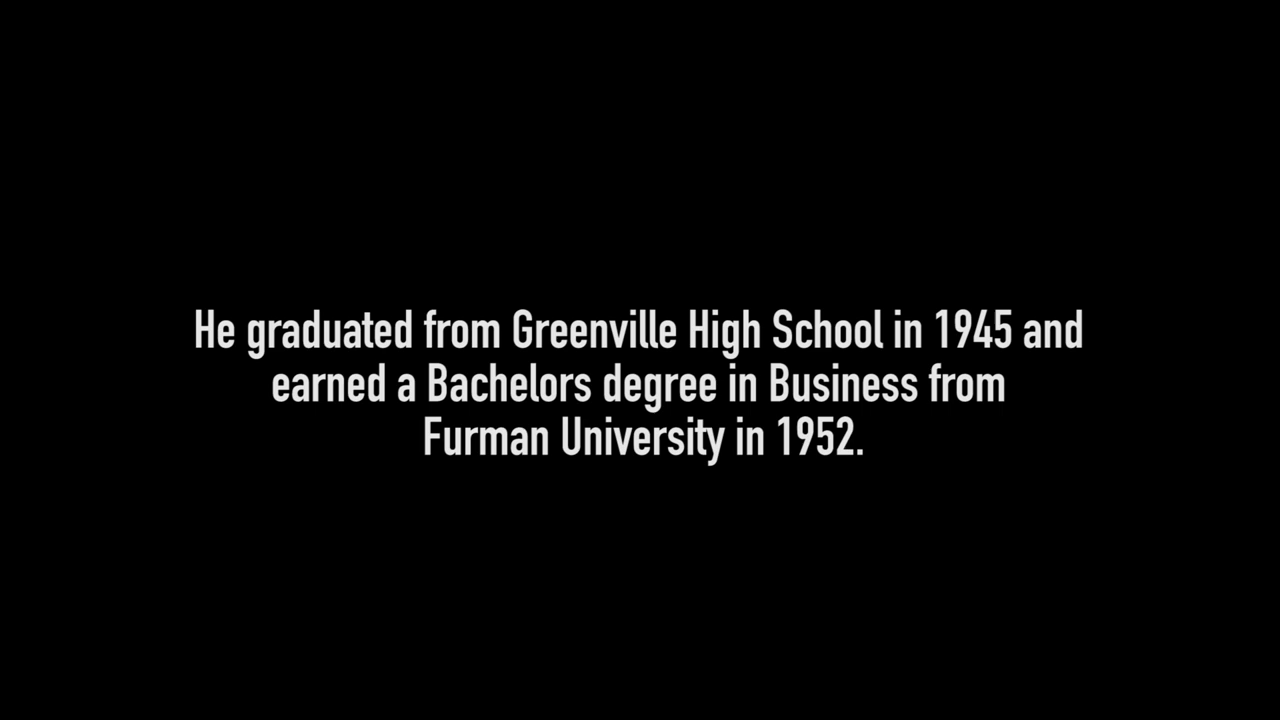 He graduated from Greenville High School in 1945 and
earned a Bachelors degree in Business from
Furman University in 1952.